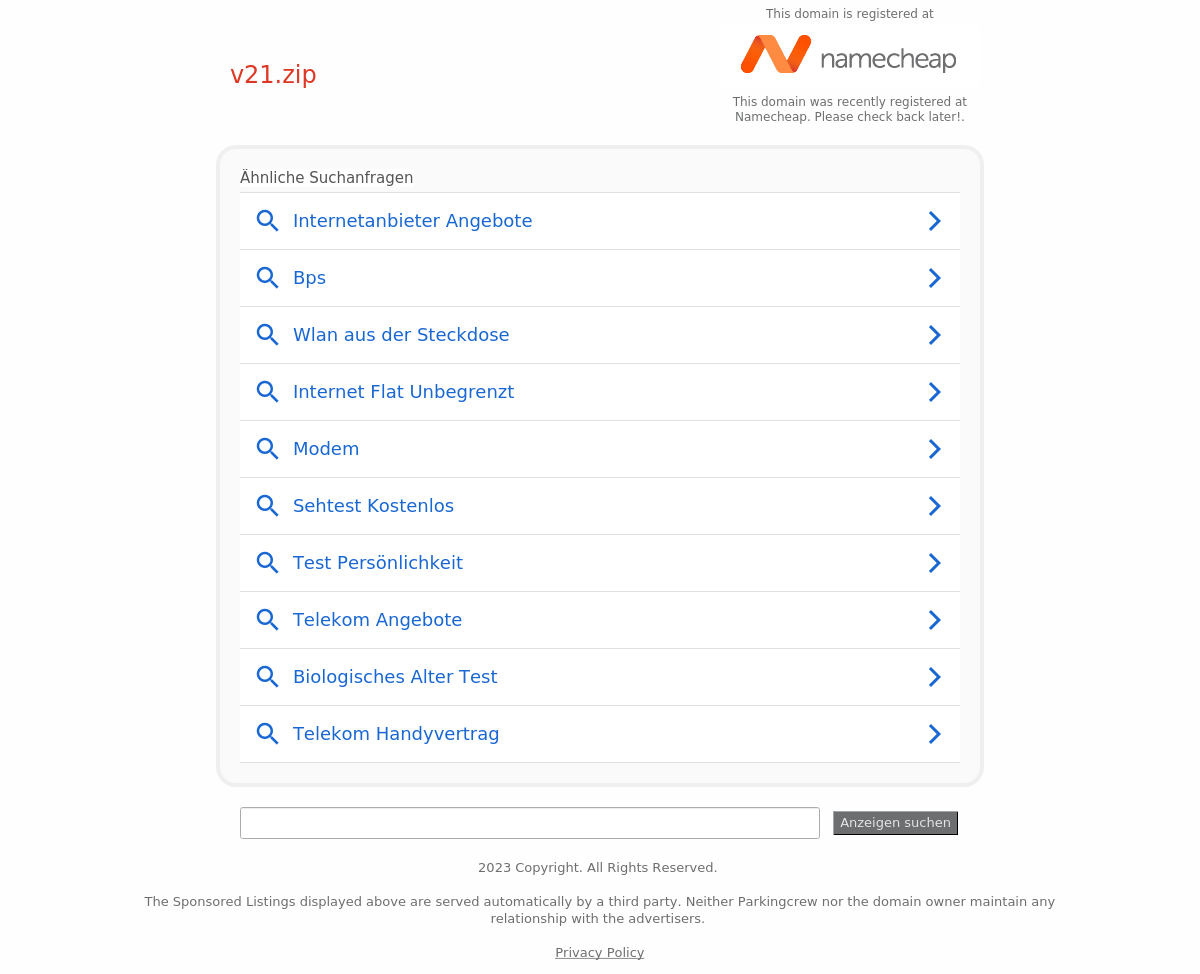 This domain is registered at
namecheap
v21.zip
This domain was recently registered at
Namecheap. Please check back later!.
Ähnliche Suchanfragen
Internetanbieter Angebote
Bps
Wlan aus der Steckdose
Internet Flat Unbegrenzt
Modem
Sehtest Kostenlos
Test Persönlichkeit
Telekom Angebote
Biologisches Alter Test
Telekom Handyvertrag
Anzeigen suchen
2023 Copyright. All Rights Reserved.
The Sponsored Listings displayed above are served automatically by a third party. Neither Parkingcrew nor the domain owner maintain any
relationship with the advertisers.
Privacy Policy